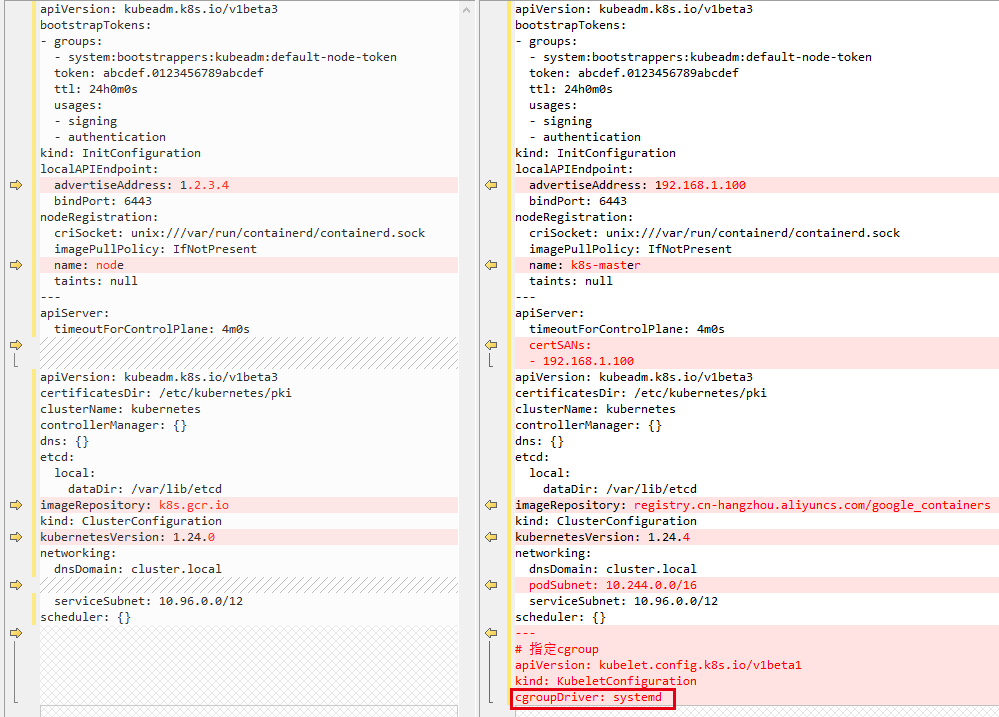 apiVersion: kubeadm.k8s.io/v1beta3
bootstrapTokens:
- groups:
  - system:bootstrappers:kubeadm:default-node-token
  token: abcdef.0123456789abcdef
  ttl: 24h0m0s
  usages:
  - signing
  - authentication
kind: InitConfiguration
localAPIEndpoint:
  advertiseAddress: 1.2.3.4
  bindPort: 6443
nodeRegistration:
  criSocket: unix:///var/run/containerd/containerd.sock
  imagePullPolicy: IfNotPresent
  name: node
  taints: null
---
apiServer:
  timeoutForControlPlane: 4m0s
apiVersion: kubeadm.k8s.io/v1beta3
certificatesDir: /etc/kubernetes/pki
clusterName: kubernetes
controllerManager: {}
dns: {}
etcd:
  local:
    dataDir: /var/lib/etcd
imageRepository: k8s.gcr.io
kind: ClusterConfiguration
kubernetesVersion: 1.24.0
networking:
  dnsDomain: cluster.local
  serviceSubnet: 10.96.0.0/12
scheduler: {}
apiVersion: kubeadm.k8s.io/v1beta3
bootstrapTokens:
- groups:
  - system:bootstrappers:kubeadm:default-node-token
  token: abcdef.0123456789abcdef
  ttl: 24h0m0s
  usages:
  - signing
  - authentication
kind: InitConfiguration
localAPIEndpoint:
  advertiseAddress: 192.168.1.100
  bindPort: 6443
nodeRegistration:
  criSocket: unix:///var/run/containerd/containerd.sock
  imagePullPolicy: IfNotPresent
  name: k8s-master
  taints: null
---
apiServer:
  timeoutForControlPlane: 4m0s
  certSANs:
  - 192.168.1.100
apiVersion: kubeadm.k8s.io/v1beta3
certificatesDir: /etc/kubernetes/pki
clusterName: kubernetes
controllerManager: {}
dns: {}
etcd:
  local:
    dataDir: /var/lib/etcd
imageRepository: registry.cn-hangzhou.aliyuncs.com/google_containers
kind: ClusterConfiguration
kubernetesVersion: 1.24.4
networking:
  dnsDomain: cluster.local
  podSubnet: 10.244.0.0/16
  serviceSubnet: 10.96.0.0/12
scheduler: {}
---
# 指定cgroup
apiVersion: kubelet.config.k8s.io/v1beta1
kind: KubeletConfiguration
cgroupDriver: systemd